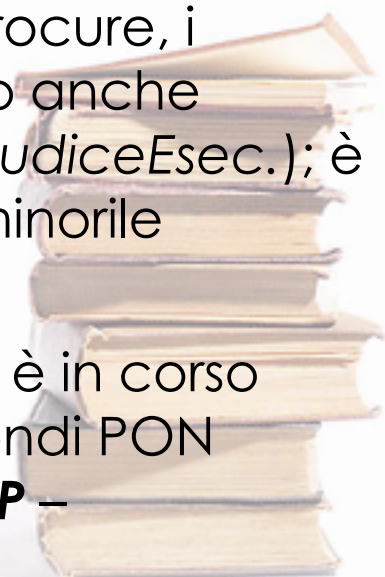 rocure, i
o anche
udiceEsec.); è
ninorile
è in corso
ndi PON
P –